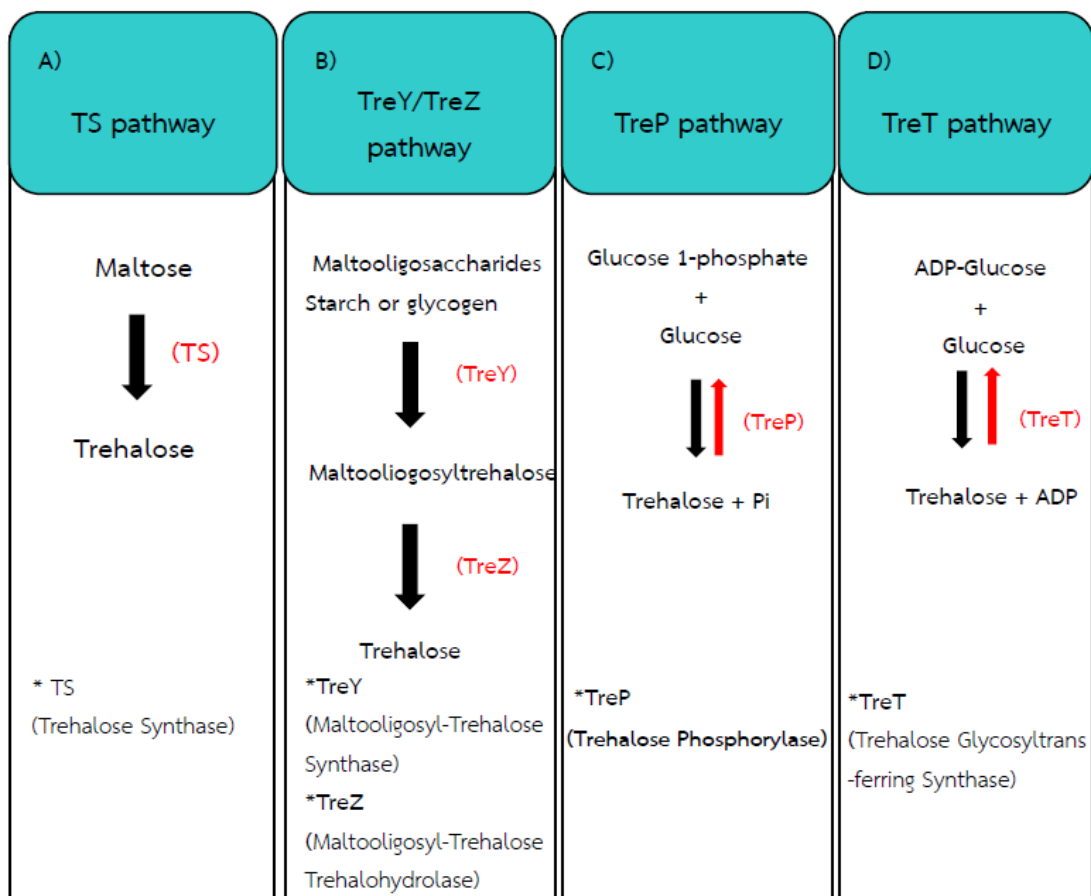 A)
TS pathway
Maltose
(TS)
Trehalose
* TS
(Trehalose Synthase)
B)
TreY/TreZ
pathway
Maltooligosaccharides
Starch or glycogen
(TreY)
Maltooliogosyltrehalose
(TreZ)
Trehalose
*TreY
(Maltooligosyl-Trehalose
Synthase)
*TreZ
(Maltooligosyl-Trehalose
Trehalohydrolase)
C)
TreP pathway
Glucose 1-phosphate
+
Glucose
(TreP)
Trehalose + Pi
*TreP
(Trehalose Phosphorylase)
D)
TreT pathway
ADP-Glucose
+
Glucose
(TreT)
Trehalose + ADP
*TreT
(Trehalose Glycosyltrans
-ferring Synthase)